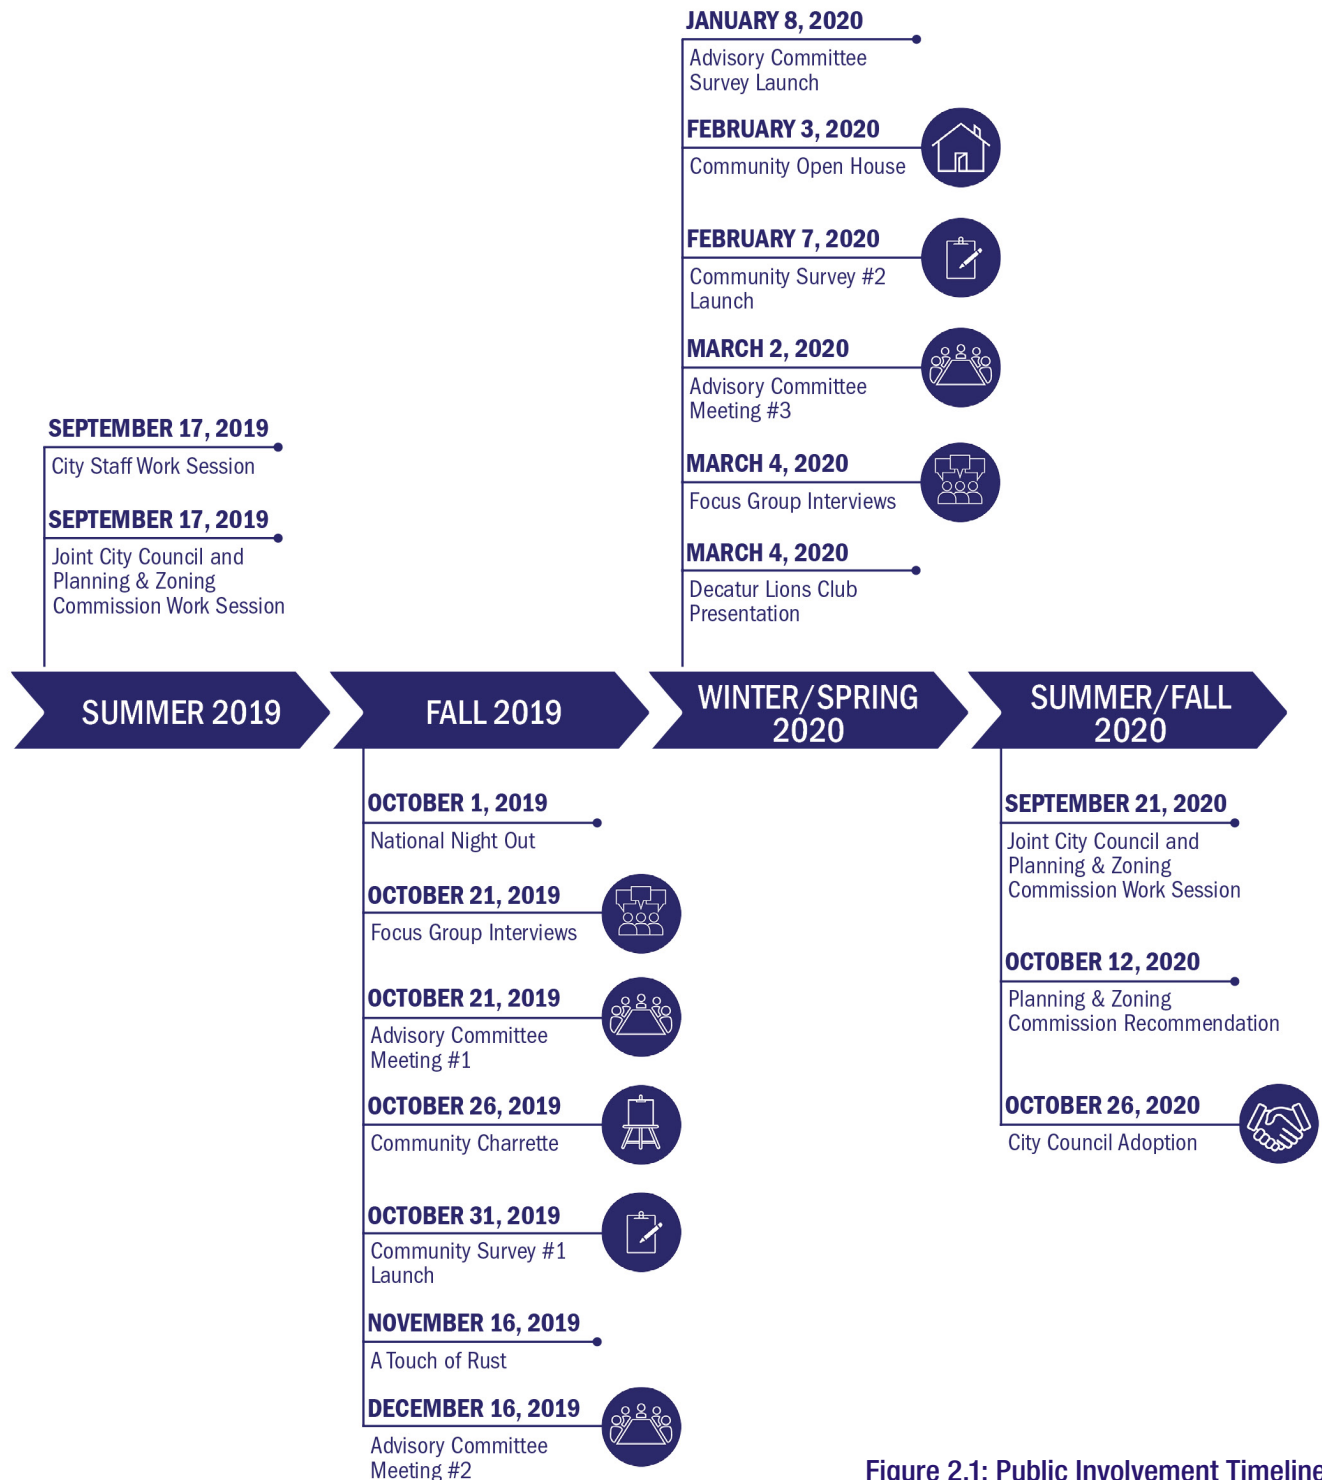 JANUARY 8, 2020
Advisory Committee
Survey Launch
FEBRUARY 3, 2020
Community Open House
FEBRUARY 7, 2020
Community Survey #2
Launch
MARCH 2, 2020
Advisory Committee
Meeting #3
MARCH 4, 2020
Focus Group Interviews
MARCH 4, 2020
Decatur Lions Club
Presentation
SEPTEMBER 17, 2019
City Staff Work Session
SEPTEMBER 17, 2019
Joint City Council and
Planning & Zoning
Commission Work Session
SUMMER 2019
FALL 2019
WINTER/SPRING
2020
SUMMER/FALL
2020
OCTOBER 1, 2019
National Night Out
OCTOBER 21, 2019
Focus Group Interviews
OCTOBER 21, 2019
Advisory Committee
Meeting #1
OCTOBER 26, 2019
Community Charrette
OCTOBER 31, 2019
Community Survey #1
Launch
NOVEMBER 16, 2019
A Touch of Rust
DECEMBER 16, 2019
Advisory Committee
Meeting #2
SEPTEMBER 21, 2020
Joint City Council and
Planning & Zoning
Commission Work Session
OCTOBER 12, 2020
Planning & Zoning
Commission Recommendation
OCTOBER 26, 2020
City Council Adoption
Figure 2.1: Public Involvement Timeline